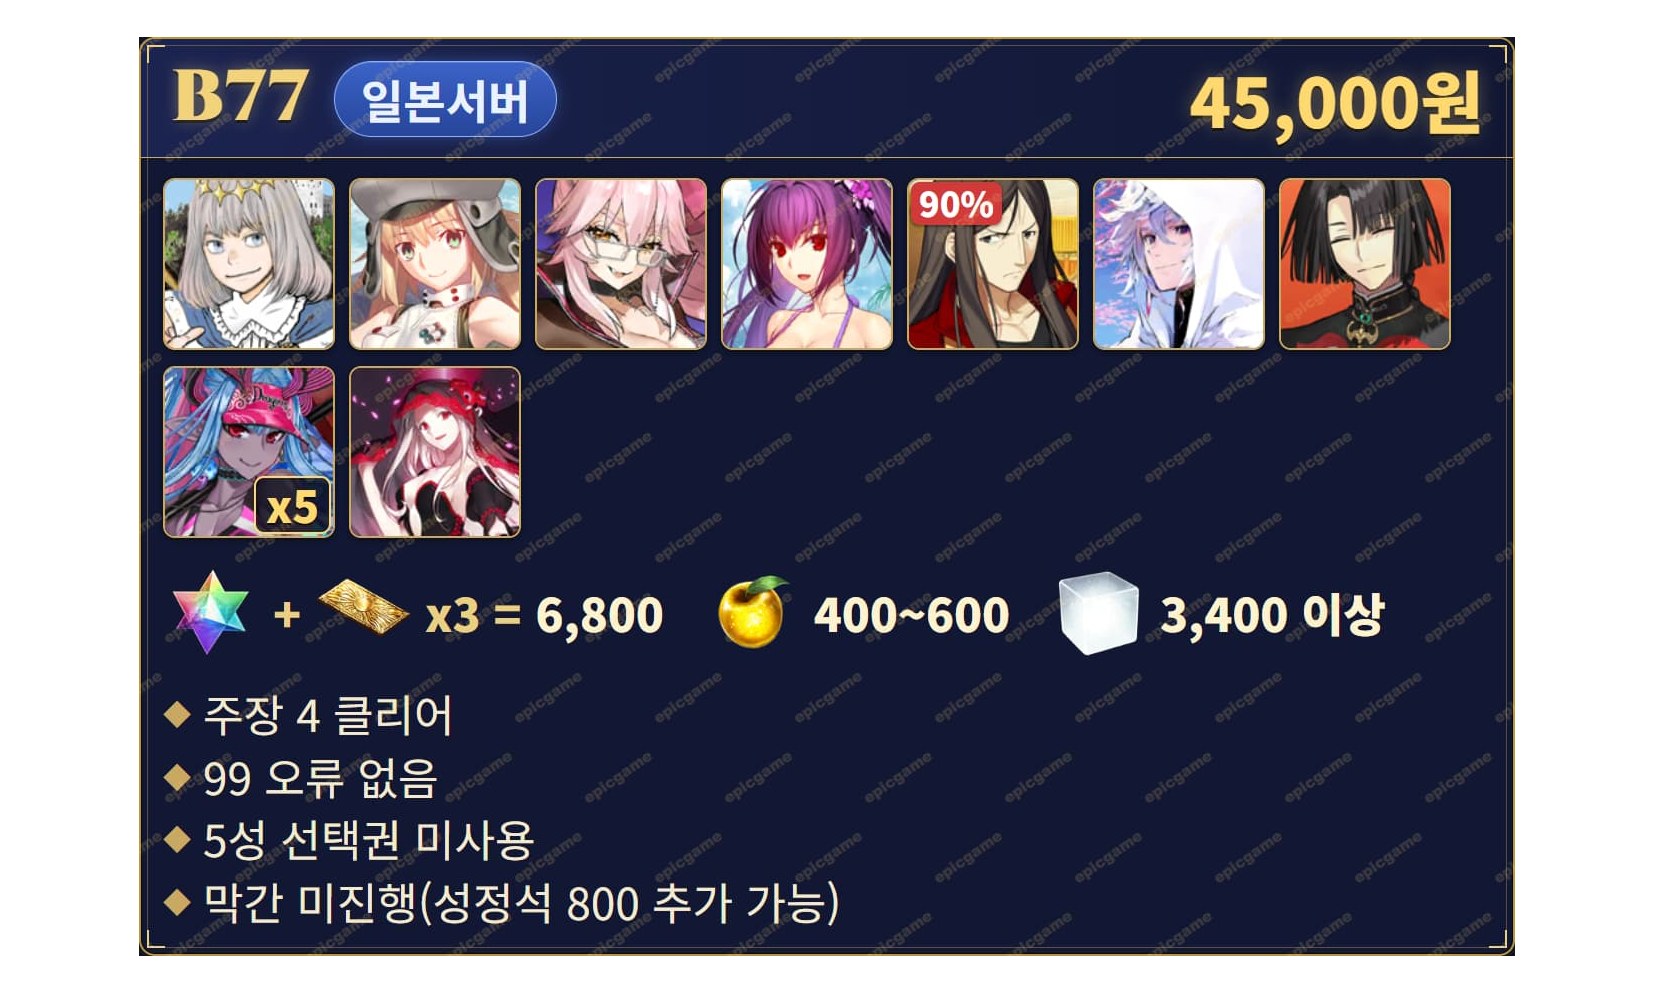 B77 일본서버 45,000원
90%
x5
+ x3 = 6,800 400~600 3,400 이상
주장 4 클리어
99 오류 없음
5성 선택권 미사용
막간 미진행(성정석 800 추가 가능)
epicgame